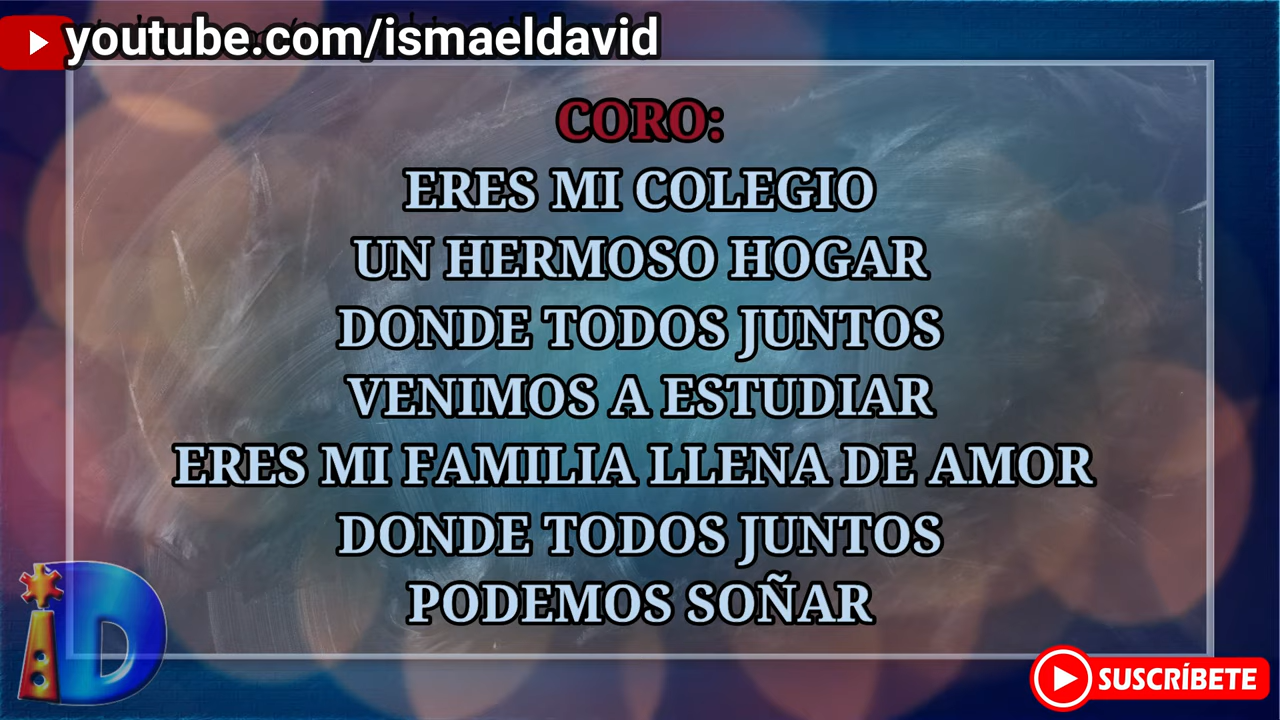 youtube.com/ismaeldavid
CORO:
ERES MI COLEGIO
UN HERMOSO HOGAR
DONDE TODOS JUNTOS
VENIMOS A ESTUDIAR
ERES MI FAMILIA LLENA DE AMOR
DONDE TODOS JUNTOS
PODEMOS SOÑAR
iD
SUSCRÍBETE